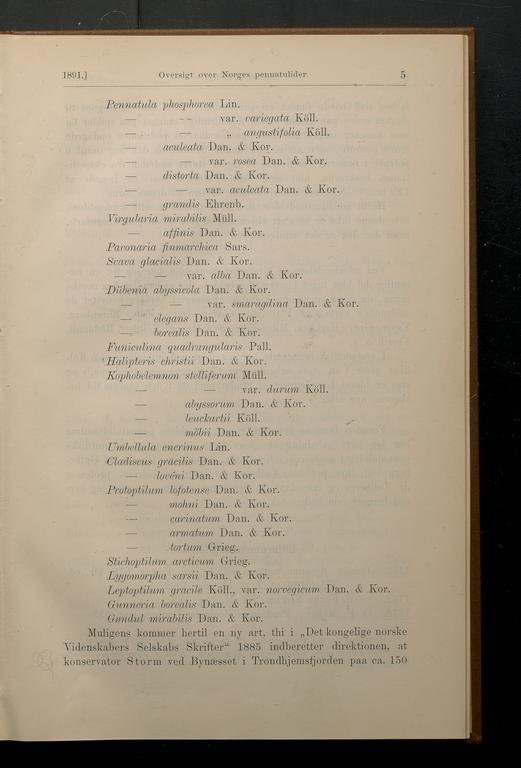 1891.] Oversigt over Norges pennatulider. 5
Pennatula phosphorea Lin.
— — var. variegata Köll.
— — „ angustifolia Köll.
— aculeata Dan. & Kor.
— — var. rosea Dan. & Kor.
— distorta Dan. & Kor.
— — var. aculeata Dan. & Kor.
— grandis Ehrenb.
Virgularia mirabilis Müll.
— affinis Dan. & Kor.
Pavonaria finmarchica Sars.
Svava glacialis Dan. & Kor.
— — var. alba Dan. & Kor.
Dübenia abyssicola Dan. & Kor.
— — var. smaragdina Dan. & Kor.
— elegans Dan. & Kor.
— borealis Dan. & Kor.
Funiculina quadrangularis Pall.
Halipteris christii Dan. & Kor.
Kophobelemnon stelliferum Müll.
— — var. durum Köll.
— abyssorum Dan. & Kor.
— leuckartii Köll.
— möbii Dan. & Kor.
Umbellula encrinus Lin.
Cladiscus gracilis Dan. & Kor.
— lovéni Dan. & Kor.
Protoptilum lofotense Dan. & Kor.
— mohni Dan. & Kor.
— carinatum Dan. & Kor.
— armatum Dan. & Kor.
— tortum Grieg.
Stichoptilum arcticum Grieg.
Lygomorpha sarsii Dan. & Kor.
Leptoptilum gracile Köll., var. norvegicum Dan. & Kor.
Gunneria borealis Dan. & Kor.
Gøndul mirabilis Dan. & Kor.
Muligens kommer hertil en ny art, thi i „Det kongelige norske
Videnskabers Selskabs Skrifter“ 1885 indberetter direktionen, at
konservator Storm ved Bynæsset i Trondhjemsfjorden paa ca. 150